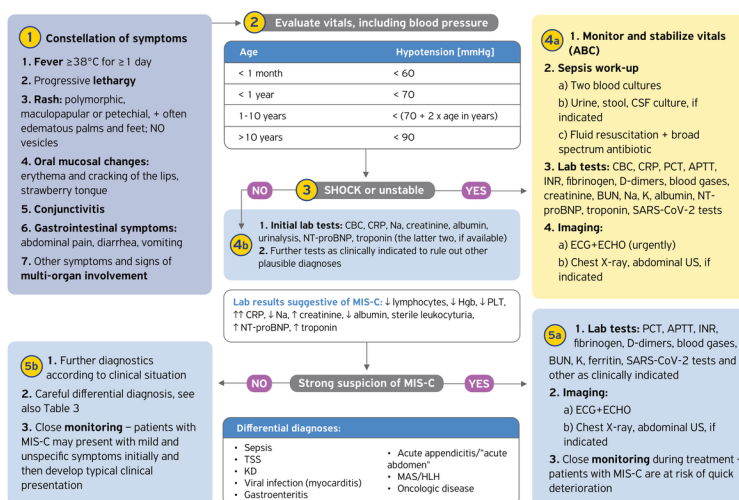 1 Constellation of symptoms
1. Fever ≥38°C for ≥1 day
2. Progressive lethargy
3. Rash: polymorphic,
maculopapular or petechial, + often
edematous palms and feet; NO
vesicles
4. Oral mucosal changes:
erythema and cracking of the lips,
strawberry tongue
5. Conjunctivitis
6. Gastrointestinal symptoms:
abdominal pain, diarrhea, vomiting
7. Other symptoms and signs of
multi-organ involvement
2 Evaluate vitals, including blood pressure
Age Hypotension [mmHg]
< 1 month < 60
< 1 year < 70
1-10 years < (70 + 2 x age in years)
>10 years < 90
NO 3 SHOCK or unstable YES
4b
1. Initial lab tests: CBC, CRP, Na, creatinine, albumin,
urinalysis, NT-proBNP, troponin (the latter two, if available)
2. Further tests as clinically indicated to rule out other
plausible diagnoses
4a 1. Monitor and stabilize vitals
(ABC)
2. Sepsis work-up
a) Two blood cultures
b) Urine, stool, CSF culture, if
indicated
c) Fluid resuscitation + broad
spectrum antibiotic
3. Lab tests: CBC, CRP, PCT, APTT,
INR, fibrinogen, D-dimers, blood gases,
creatinine, BUN, Na, K, albumin, NT-
proBNP, troponin, SARS-CoV-2 tests
4. Imaging:
a) ECG+ECHO (urgently)
b) Chest X-ray, abdominal US, if
indicated
Lab results suggestive of MIS-C: ↓ lymphocytes, ↓ Hgb, ↓ PLT,
↑↑ CRP, ↓ Na, ↑ creatinine, ↓ albumin, sterile leukocyturia,
↑ NT-proBNP, ↑ troponin
NO Strong suspicion of MIS-C YES
5b 1. Further diagnostics
according to clinical situation
2. Careful differential diagnosis, see
also Table 3
3. Close monitoring – patients with
MIS-C may present with mild and
unspecific symptoms initially and
then develop typical clinical
presentation
Differential diagnoses:
• Sepsis
• TSS
• KD
• Viral infection (myocarditis)
• Gastroenteritis
• Acute appendicitis/"acute
abdomen"
• MAS/HLH
• Oncologic disease
5a 1. Lab tests: PCT, APTT, INR,
fibrinogen, D-dimers, blood gases,
BUN, K, ferritin, SARS-CoV-2 tests and
other as clinically indicated
2. Imaging:
a) ECG+ECHO
b) Chest X-ray, abdominal US, if
indicated
3. Close monitoring during treatment -
patients with MIS-C are at risk of quick
deterioration